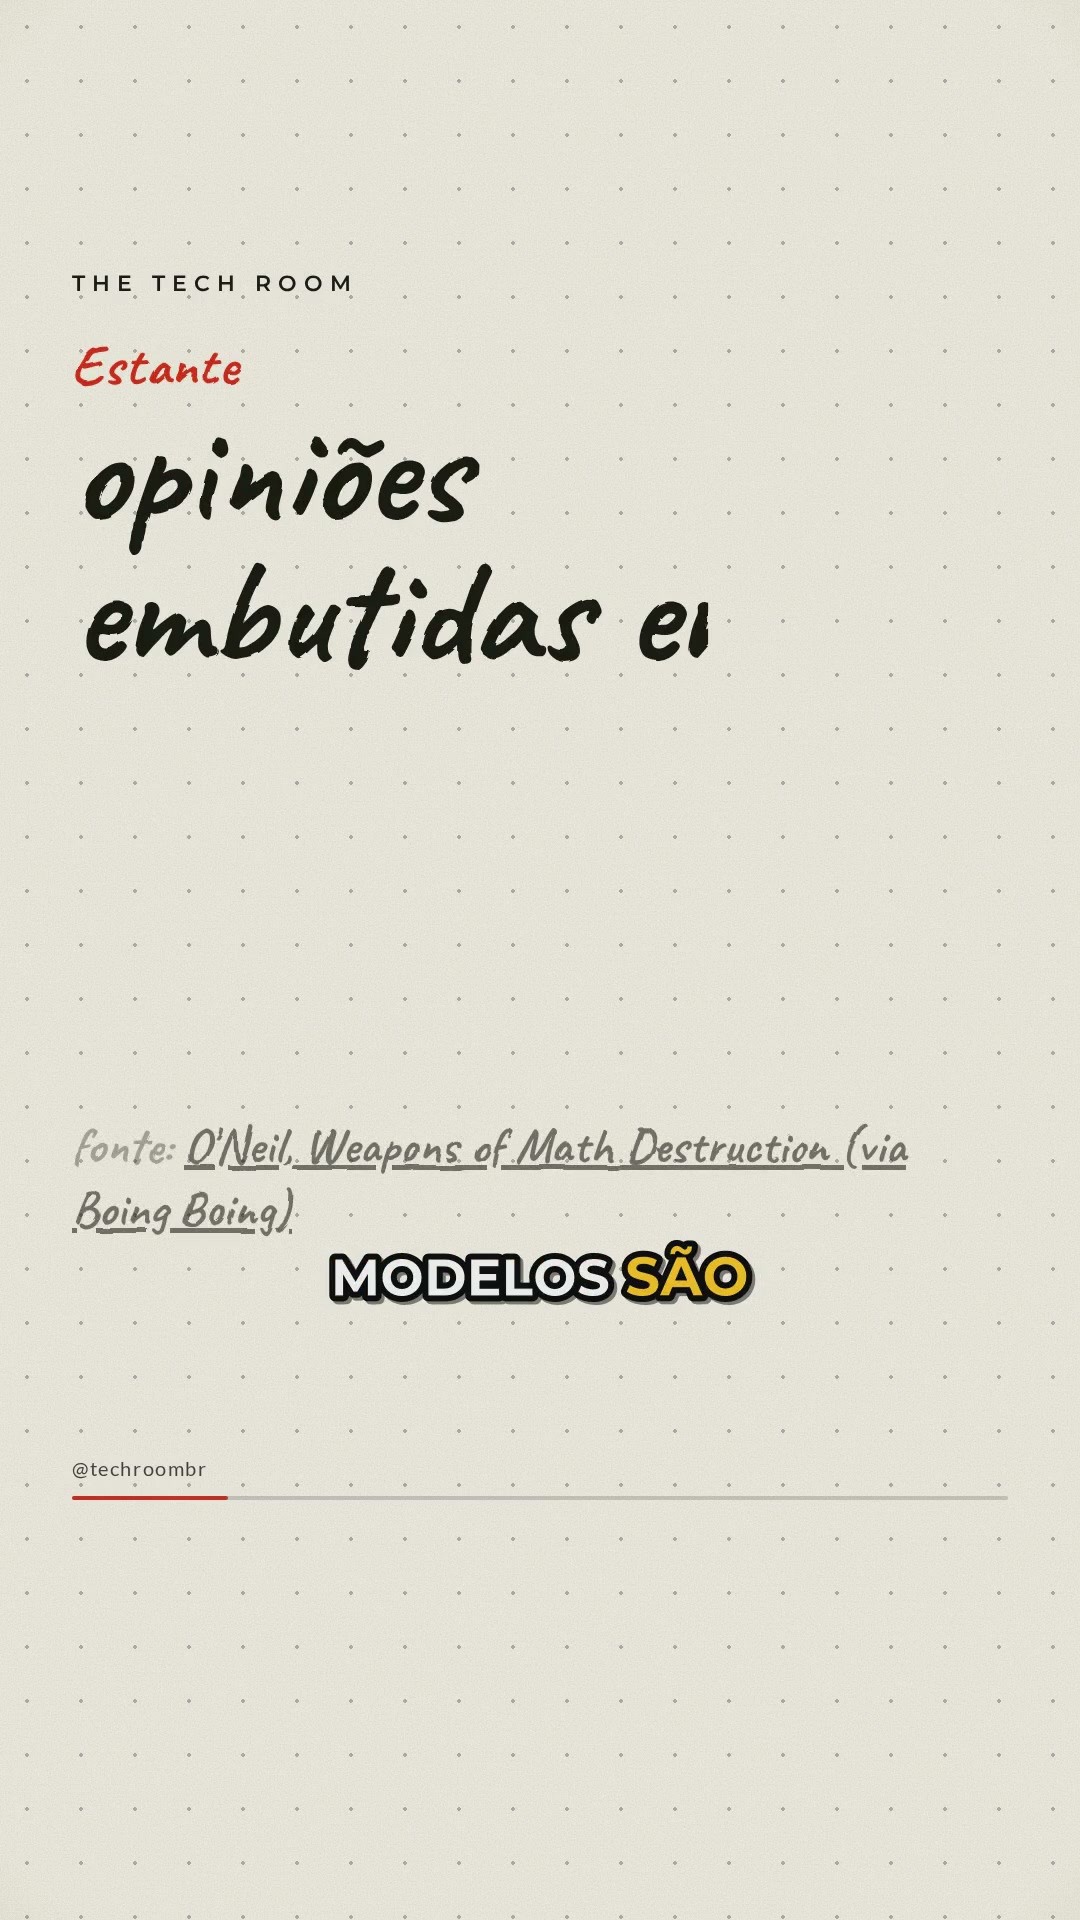 THE TECH ROOM
Estante
opiniões
embutidas
fonte: O'Neil, Weapons of Math Destruction (via
Boing Boing)
MODELOS SÃO
@techroombr